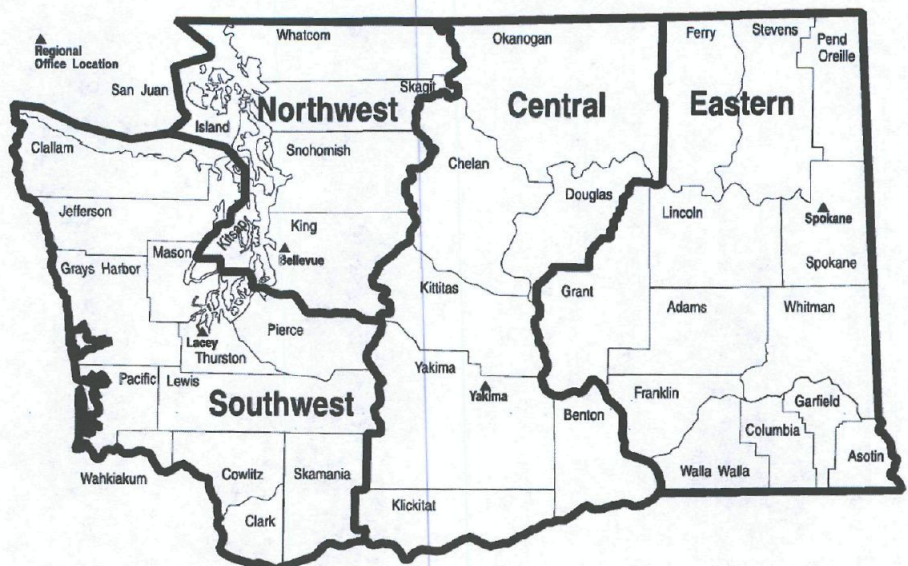 Regional
Office Location
Whatcom
Okanogan
Ferry
Stevens
Pend
Oreille
San Juan
Skagit
Island
Northwest
Central
Eastern
Clallam
Snohomish
Chelan
Douglas
Jefferson
Kitsap
King
Lincoln
Spokane
Mason
Bellevue
Spokane
Grays Harbor
Kittitas
Grant
Adams
Whitman
Pierce
Lacey
Thurston
Yakima
Pacific
Lewis
Yakima
Franklin
Garfield
Southwest
Benton
Columbia
Asotin
Wahkiakum
Cowlitz
Skamania
Walla Walla
Klickitat
Clark